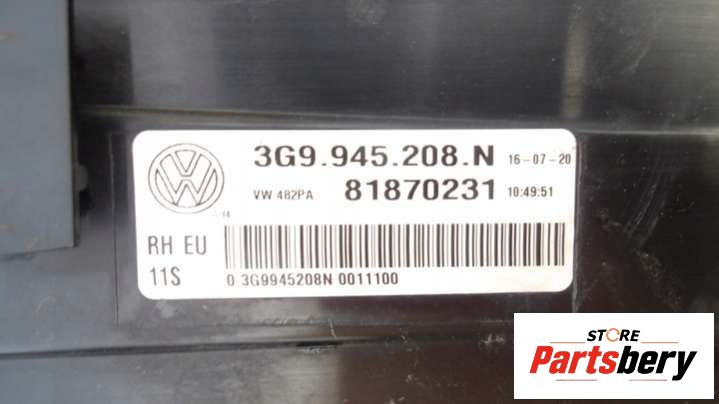 3G9.945.208.N 16-07-20
VW 482PA 81870231 10:49:51
RH EU
11S 0 3G9945208N 0011100
STORE
Partsbery